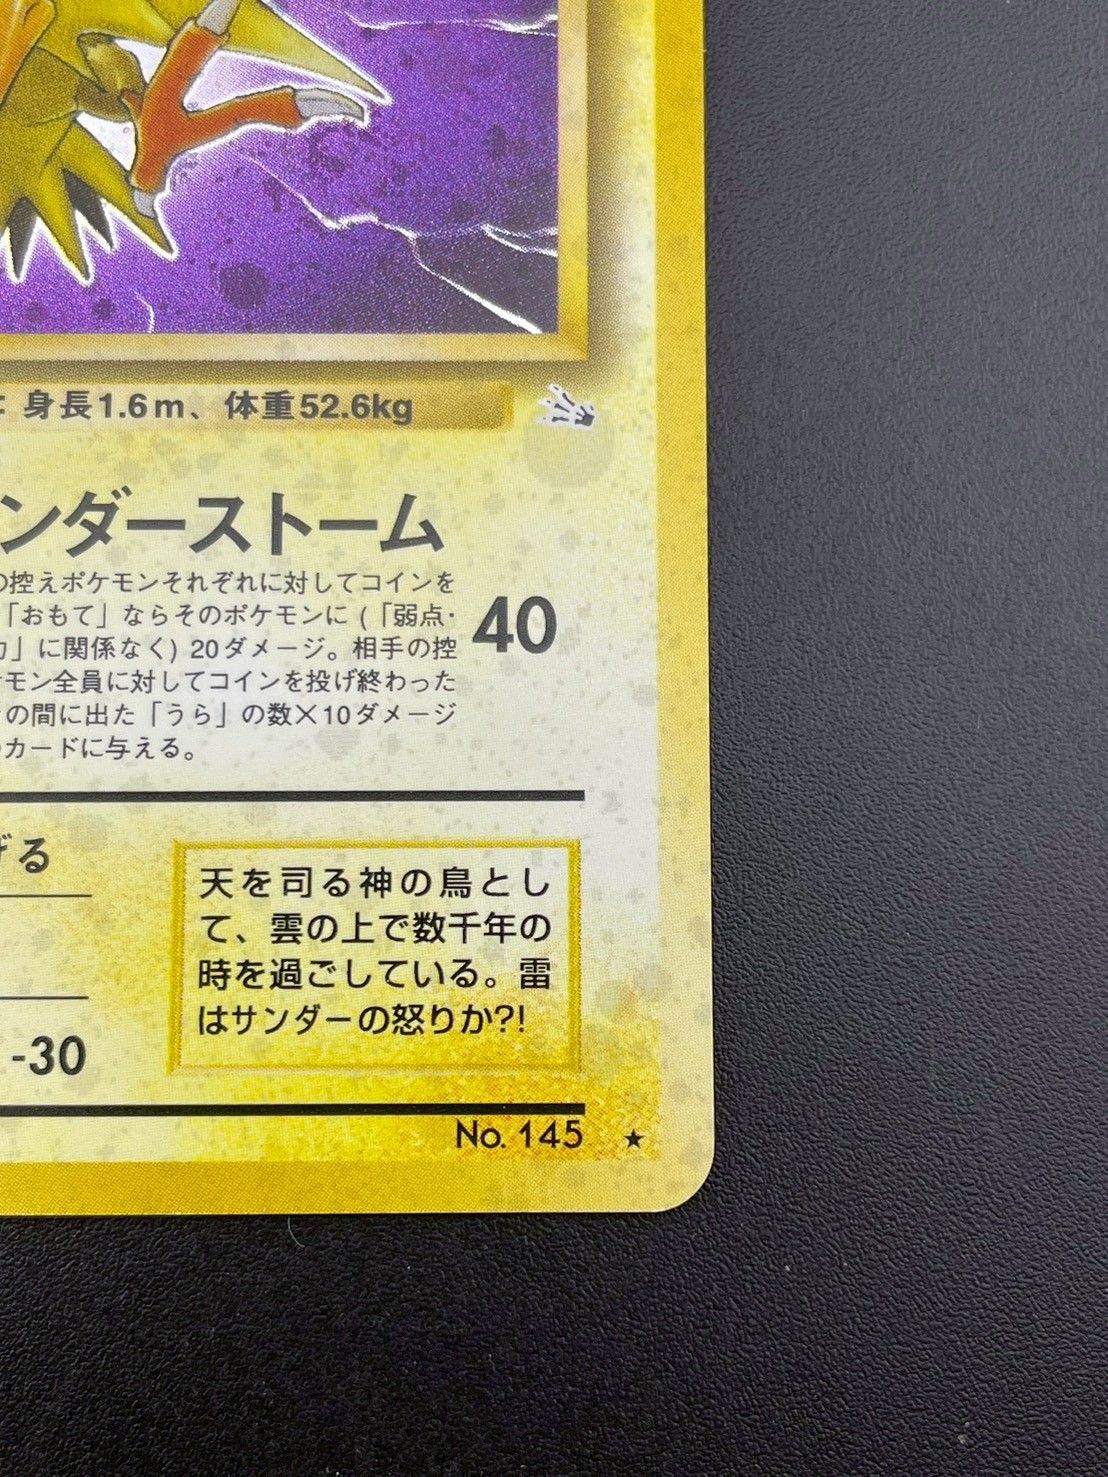 : 身長1.6m、体重52.6kg
ンダーストーム
の控えポケモンそれぞれに対してコインを
「おもて」ならそのポケモンに (「弱点・
力」に関係なく) 20ダメージ。相手の控
ケモン全員に対してコインを投げ終わった
の間に出た「うら」の数×10ダメージ
のカードに与える。
40
げる
天を司る神の鳥とし
て、雲の上で数千年の
時を過ごしている。雷
はサンダーの怒りか?!
-30
No. 145 ★